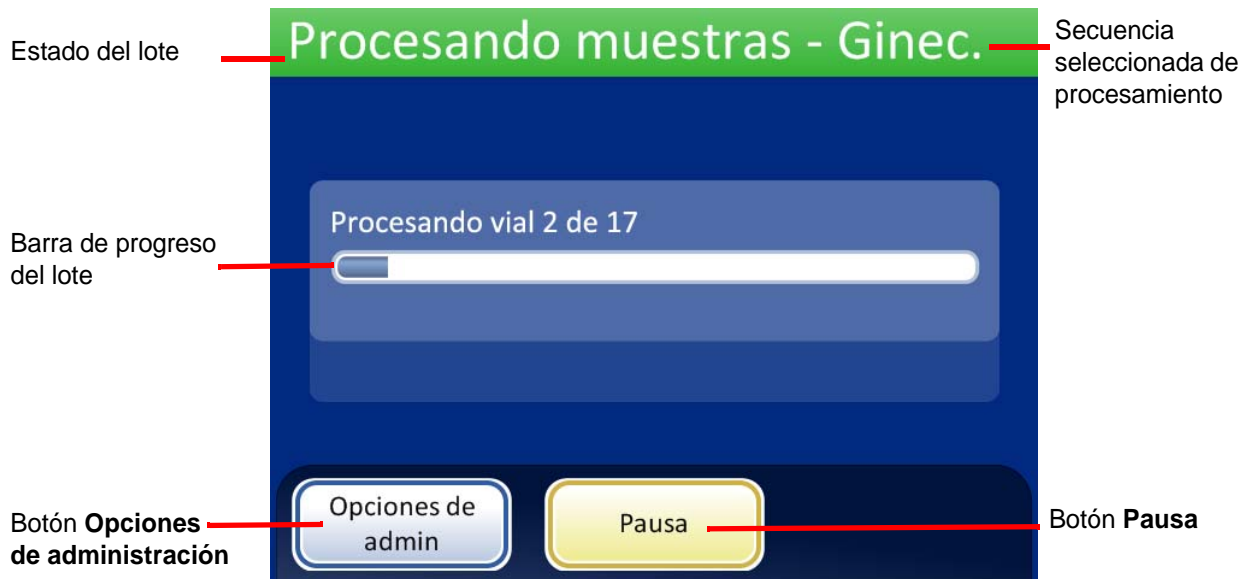 Estado del lote
Procesando muestras - Ginec.
Secuencia
seleccionada de
procesamiento
Procesando vial 2 de 17
Barra de progreso
del lote
Opciones de
admin
Pausa
Botón Opciones
de administración
Botón Pausa